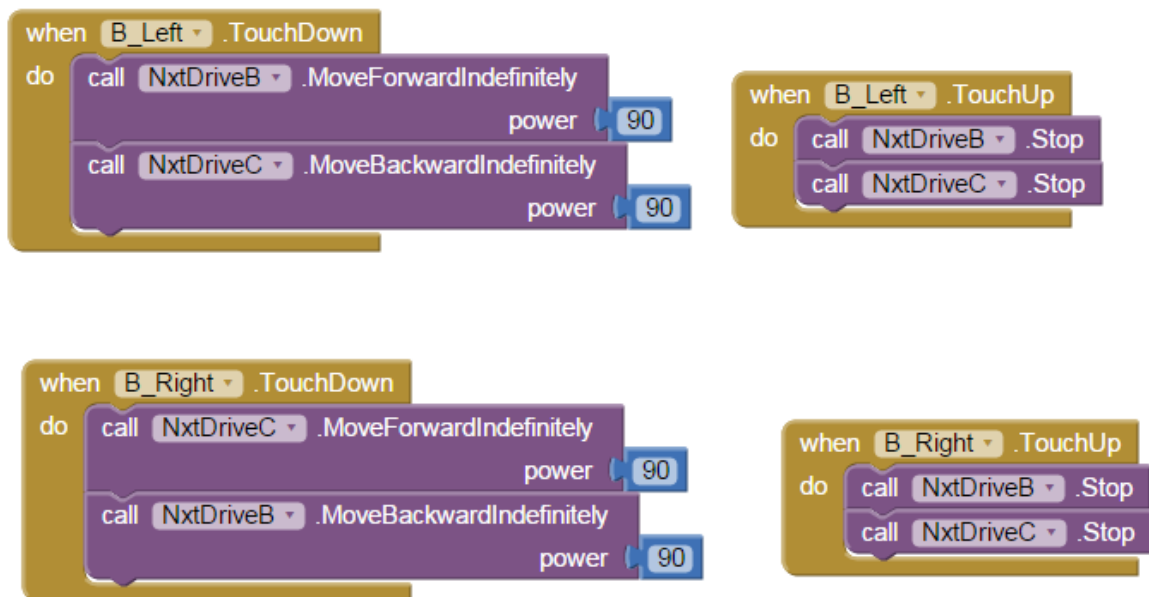 when B_Left .TouchDown
do call NxtDriveB .MoveForwardIndefinitely
power 90
call NxtDriveC .MoveBackwardIndefinitely
power 90
when B_Left .TouchUp
do call NxtDriveB .Stop
call NxtDriveC .Stop
when B_Right .TouchDown
do call NxtDriveC .MoveForwardIndefinitely
power 90
call NxtDriveB .MoveBackwardIndefinitely
power 90
when B_Right .TouchUp
do call NxtDriveB .Stop
call NxtDriveC .Stop